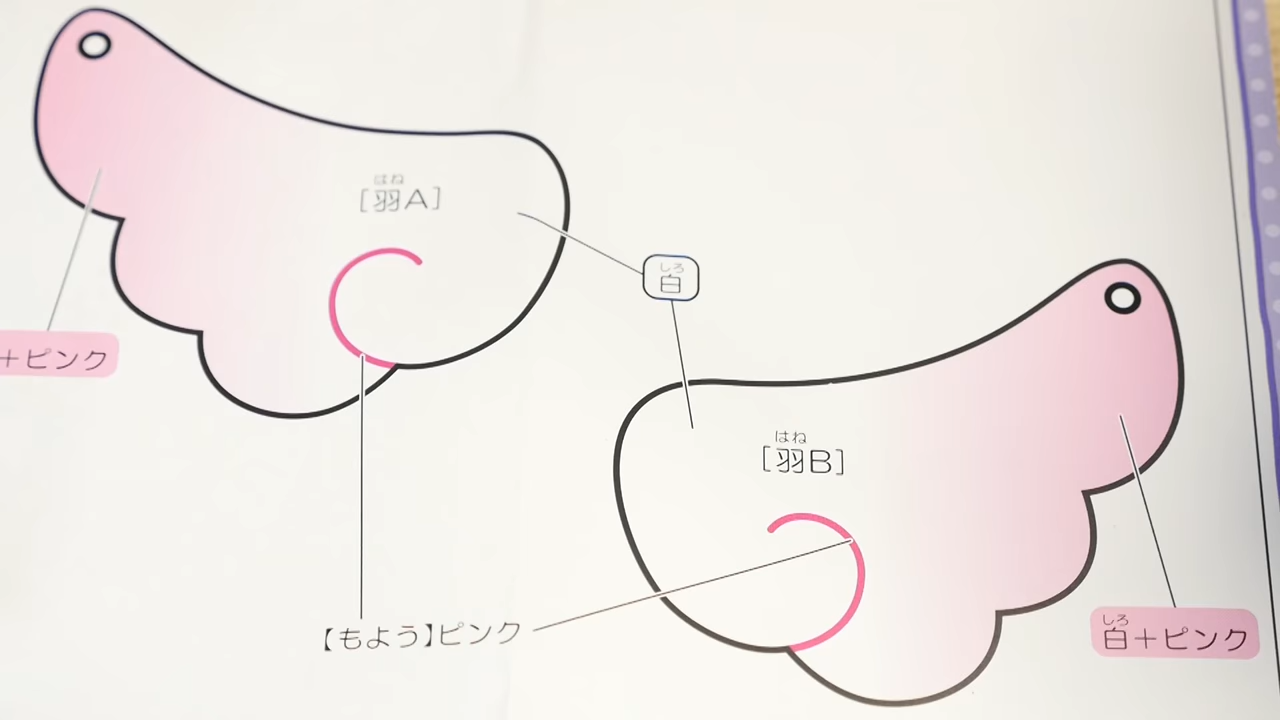 はね
[羽A]
しろ
白
+ピンク
はね
[羽B]
【もよう】ピンク
しろ
白+ピンク